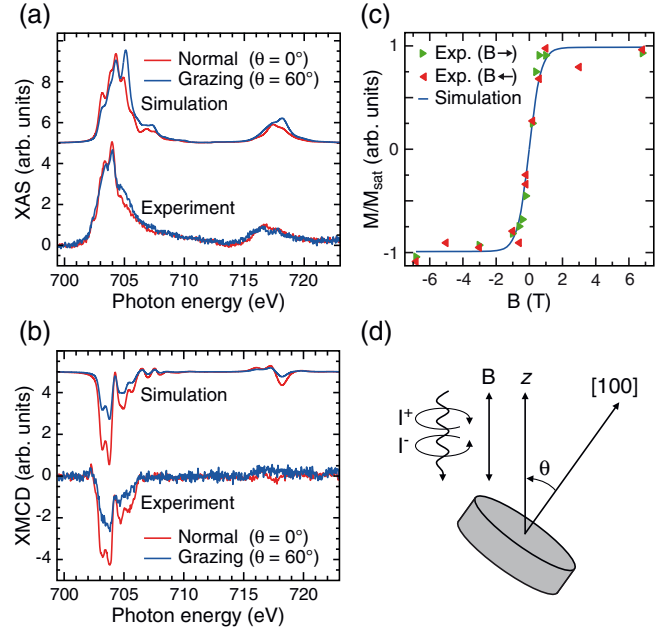 (a)
Normal (θ = 0°)
Grazing (θ = 60°)
Simulation
Experiment
XAS (arb. units)
8
6
4
2
0
700 705 710 715 720
Photon energy (eV)
(b)
Simulation
Experiment
Normal (θ = 0°)
Grazing (θ = 60°)
XMCD (arb. units)
4
2
0
-2
-4
700 705 710 715 720
Photon energy (eV)
(c)
Exp. (B→)
Exp. (B←)
Simulation
M/Msat (arb. units)
1
0
-1
-6 -4 -2 0 2 4 6
B (T)
(d)
I+
I-
B
z
[100]
θ